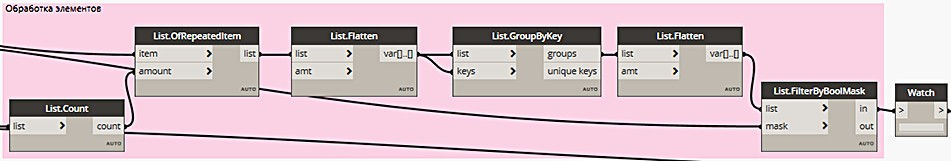 Обработка элементов
List.OfRepeatedItem
item > list
amount >
AUTO
List.Flatten
list > var[]..[]
amt >
AUTO
List.GroupByKey
list > groups
keys > unique keys
AUTO
List.Flatten
list > var[]..[]
amt >
AUTO
List.Count
list > count
AUTO
List.FilterByBoolMask
list > in
mask > out
AUTO
Watch
> >
AUTO